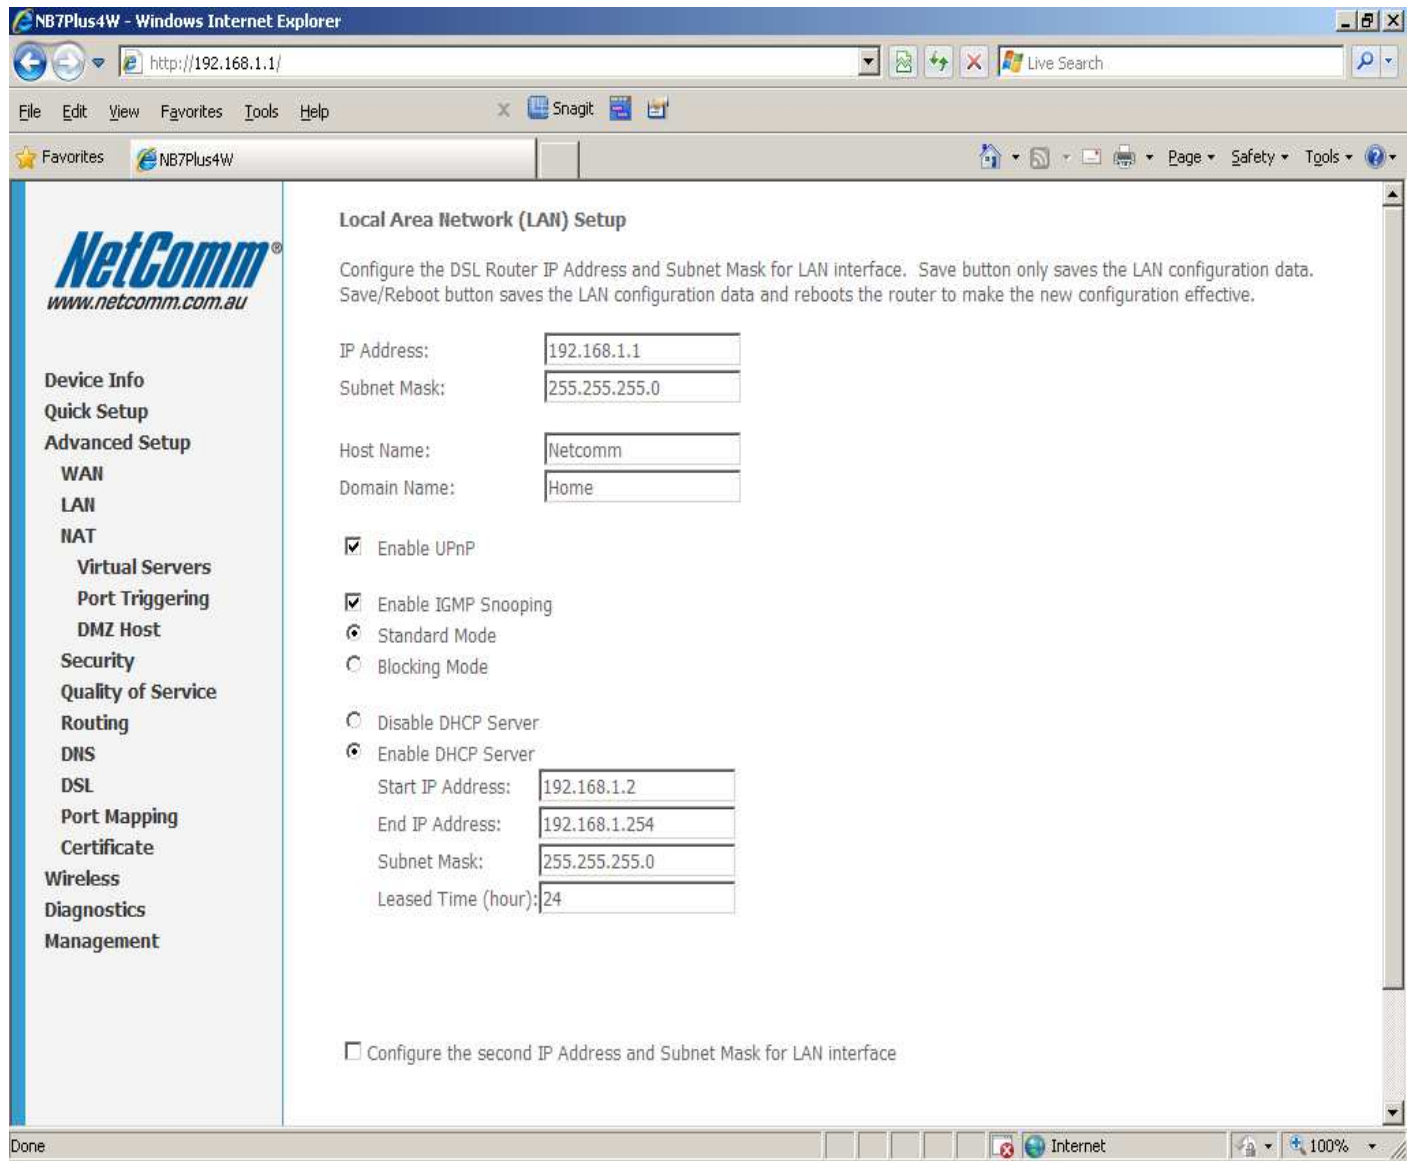 NB7Plus4W - Windows Internet Explorer
http://192.168.1.1/
Live Search
File Edit View Favorites Tools Help
x Snagit
Favorites
NB7Plus4W
Page Safety Tools
NetComm®
www.netcomm.com.au
Device Info
Quick Setup
Advanced Setup
WAN
LAN
NAT
Virtual Servers
Port Triggering
DMZ Host
Security
Quality of Service
Routing
DNS
DSL
Port Mapping
Certificate
Wireless
Diagnostics
Management
Local Area Network (LAN) Setup
Configure the DSL Router IP Address and Subnet Mask for LAN interface. Save button only saves the LAN configuration data.
Save/Reboot button saves the LAN configuration data and reboots the router to make the new configuration effective.
IP Address: 192.168.1.1
Subnet Mask: 255.255.255.0
Host Name: Netcomm
Domain Name: Home
Enable UPnP
Enable IGMP Snooping
Standard Mode
Blocking Mode
Disable DHCP Server
Enable DHCP Server
Start IP Address: 192.168.1.2
End IP Address: 192.168.1.254
Subnet Mask: 255.255.255.0
Leased Time (hour): 24
Configure the second IP Address and Subnet Mask for LAN interface
Done
Internet
100%